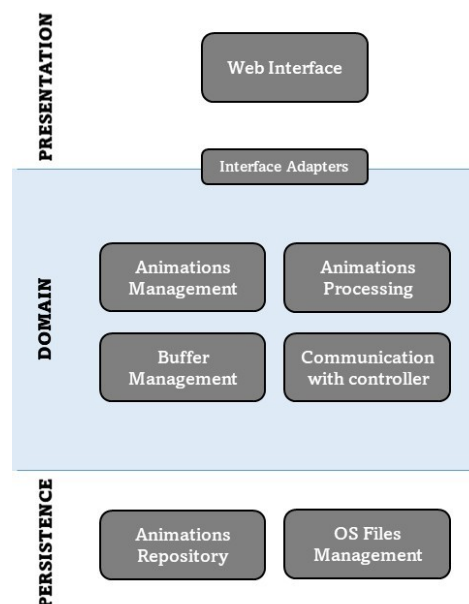 PRESENTATION
Web Interface
Interface Adapters
DOMAIN
Animations
Management
Animations
Processing
Buffer
Management
Communication
with controller
PERSISTENCE
Animations
Repository
OS Files
Management